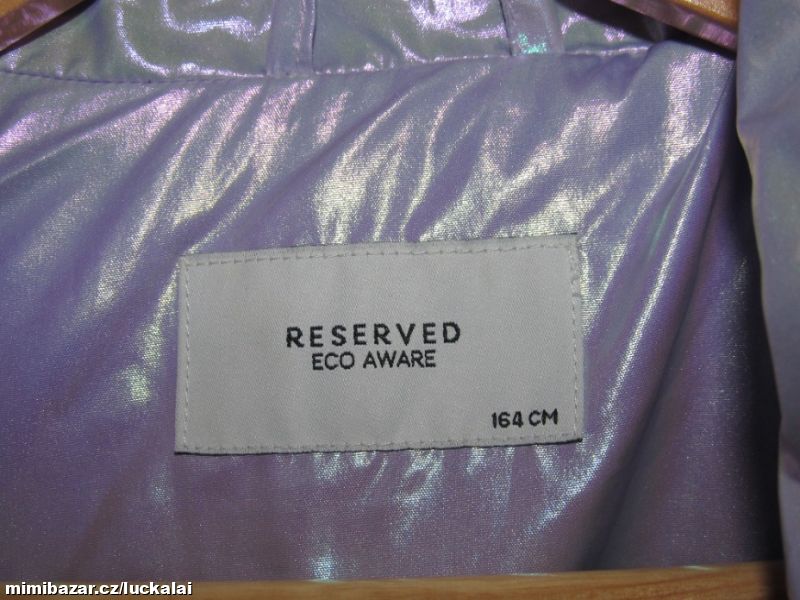 RESERVED
ECO AWARE
164 CM
mimibazar.cz/luckalai